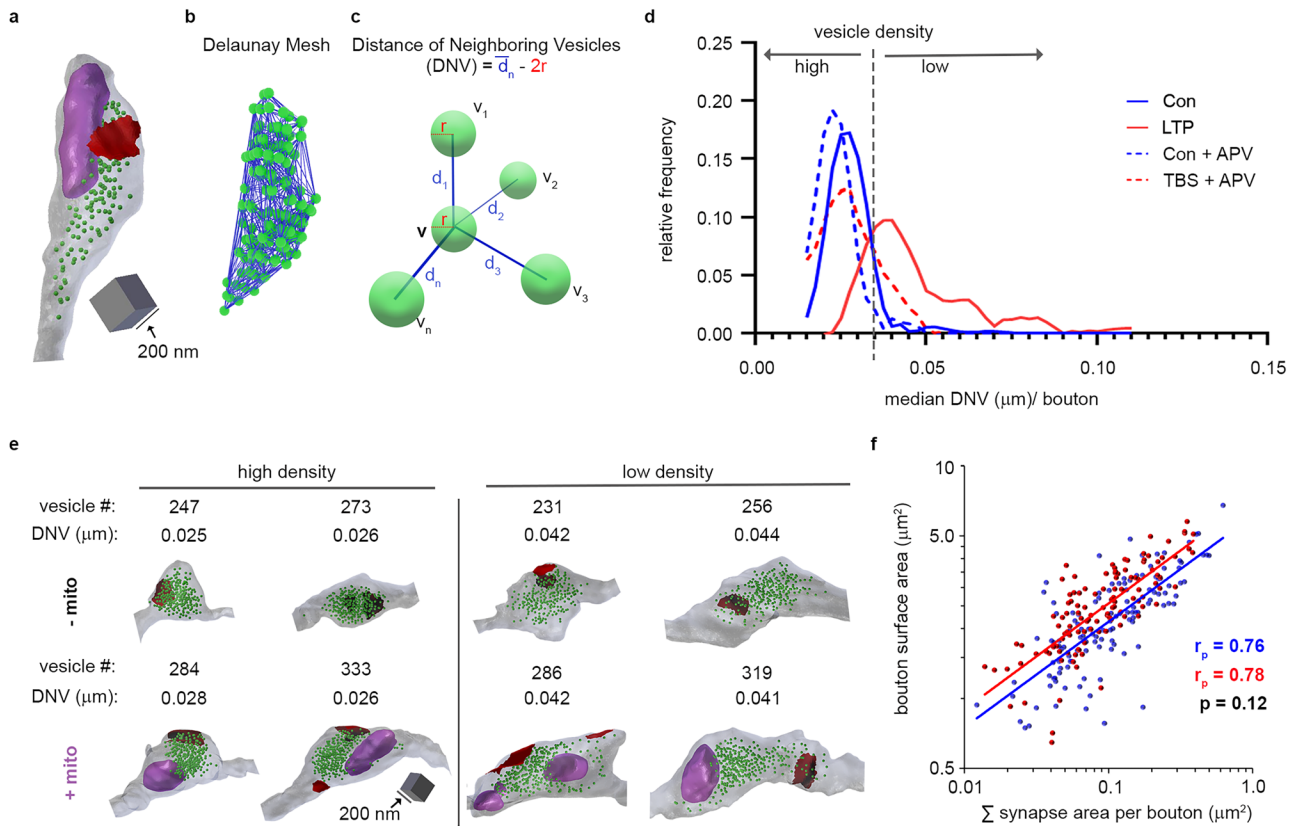 a
200 nm
b
Delaunay Mesh
c
Distance of Neighboring Vesicles
(DNV) = d̅ₙ - 2r
v₁
r
d₁
v₂
r
d₂
v
d₃
dₙ
v₃
vₙ
d
vesicle density
high
low
0.25
0.20
0.15
0.10
0.05
0.00
relative frequency
0.00
0.05
0.10
0.15
median DNV (μm)/ bouton
Con
LTP
Con + APV
TBS + APV
e
high density
low density
vesicle #: 247 273 231 256
DNV (μm): 0.025 0.026 0.042 0.044
- mito
vesicle #: 284 333 286 319
DNV (μm): 0.028 0.026 0.042 0.041
+ mito
200 nm
f
10
5.0
0.5
bouton surface area (μm²)
rₚ = 0.76
rₚ = 0.78
p = 0.12
0.01
0.1
1.0
∑ synapse area per bouton (μm²)